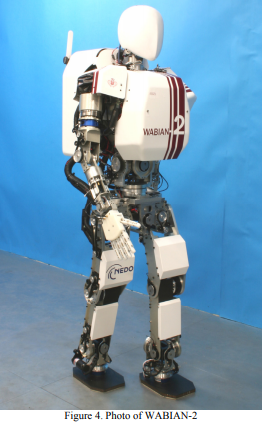 WABIAN-2
NEDO
Figure 4. Photo of WABIAN-2